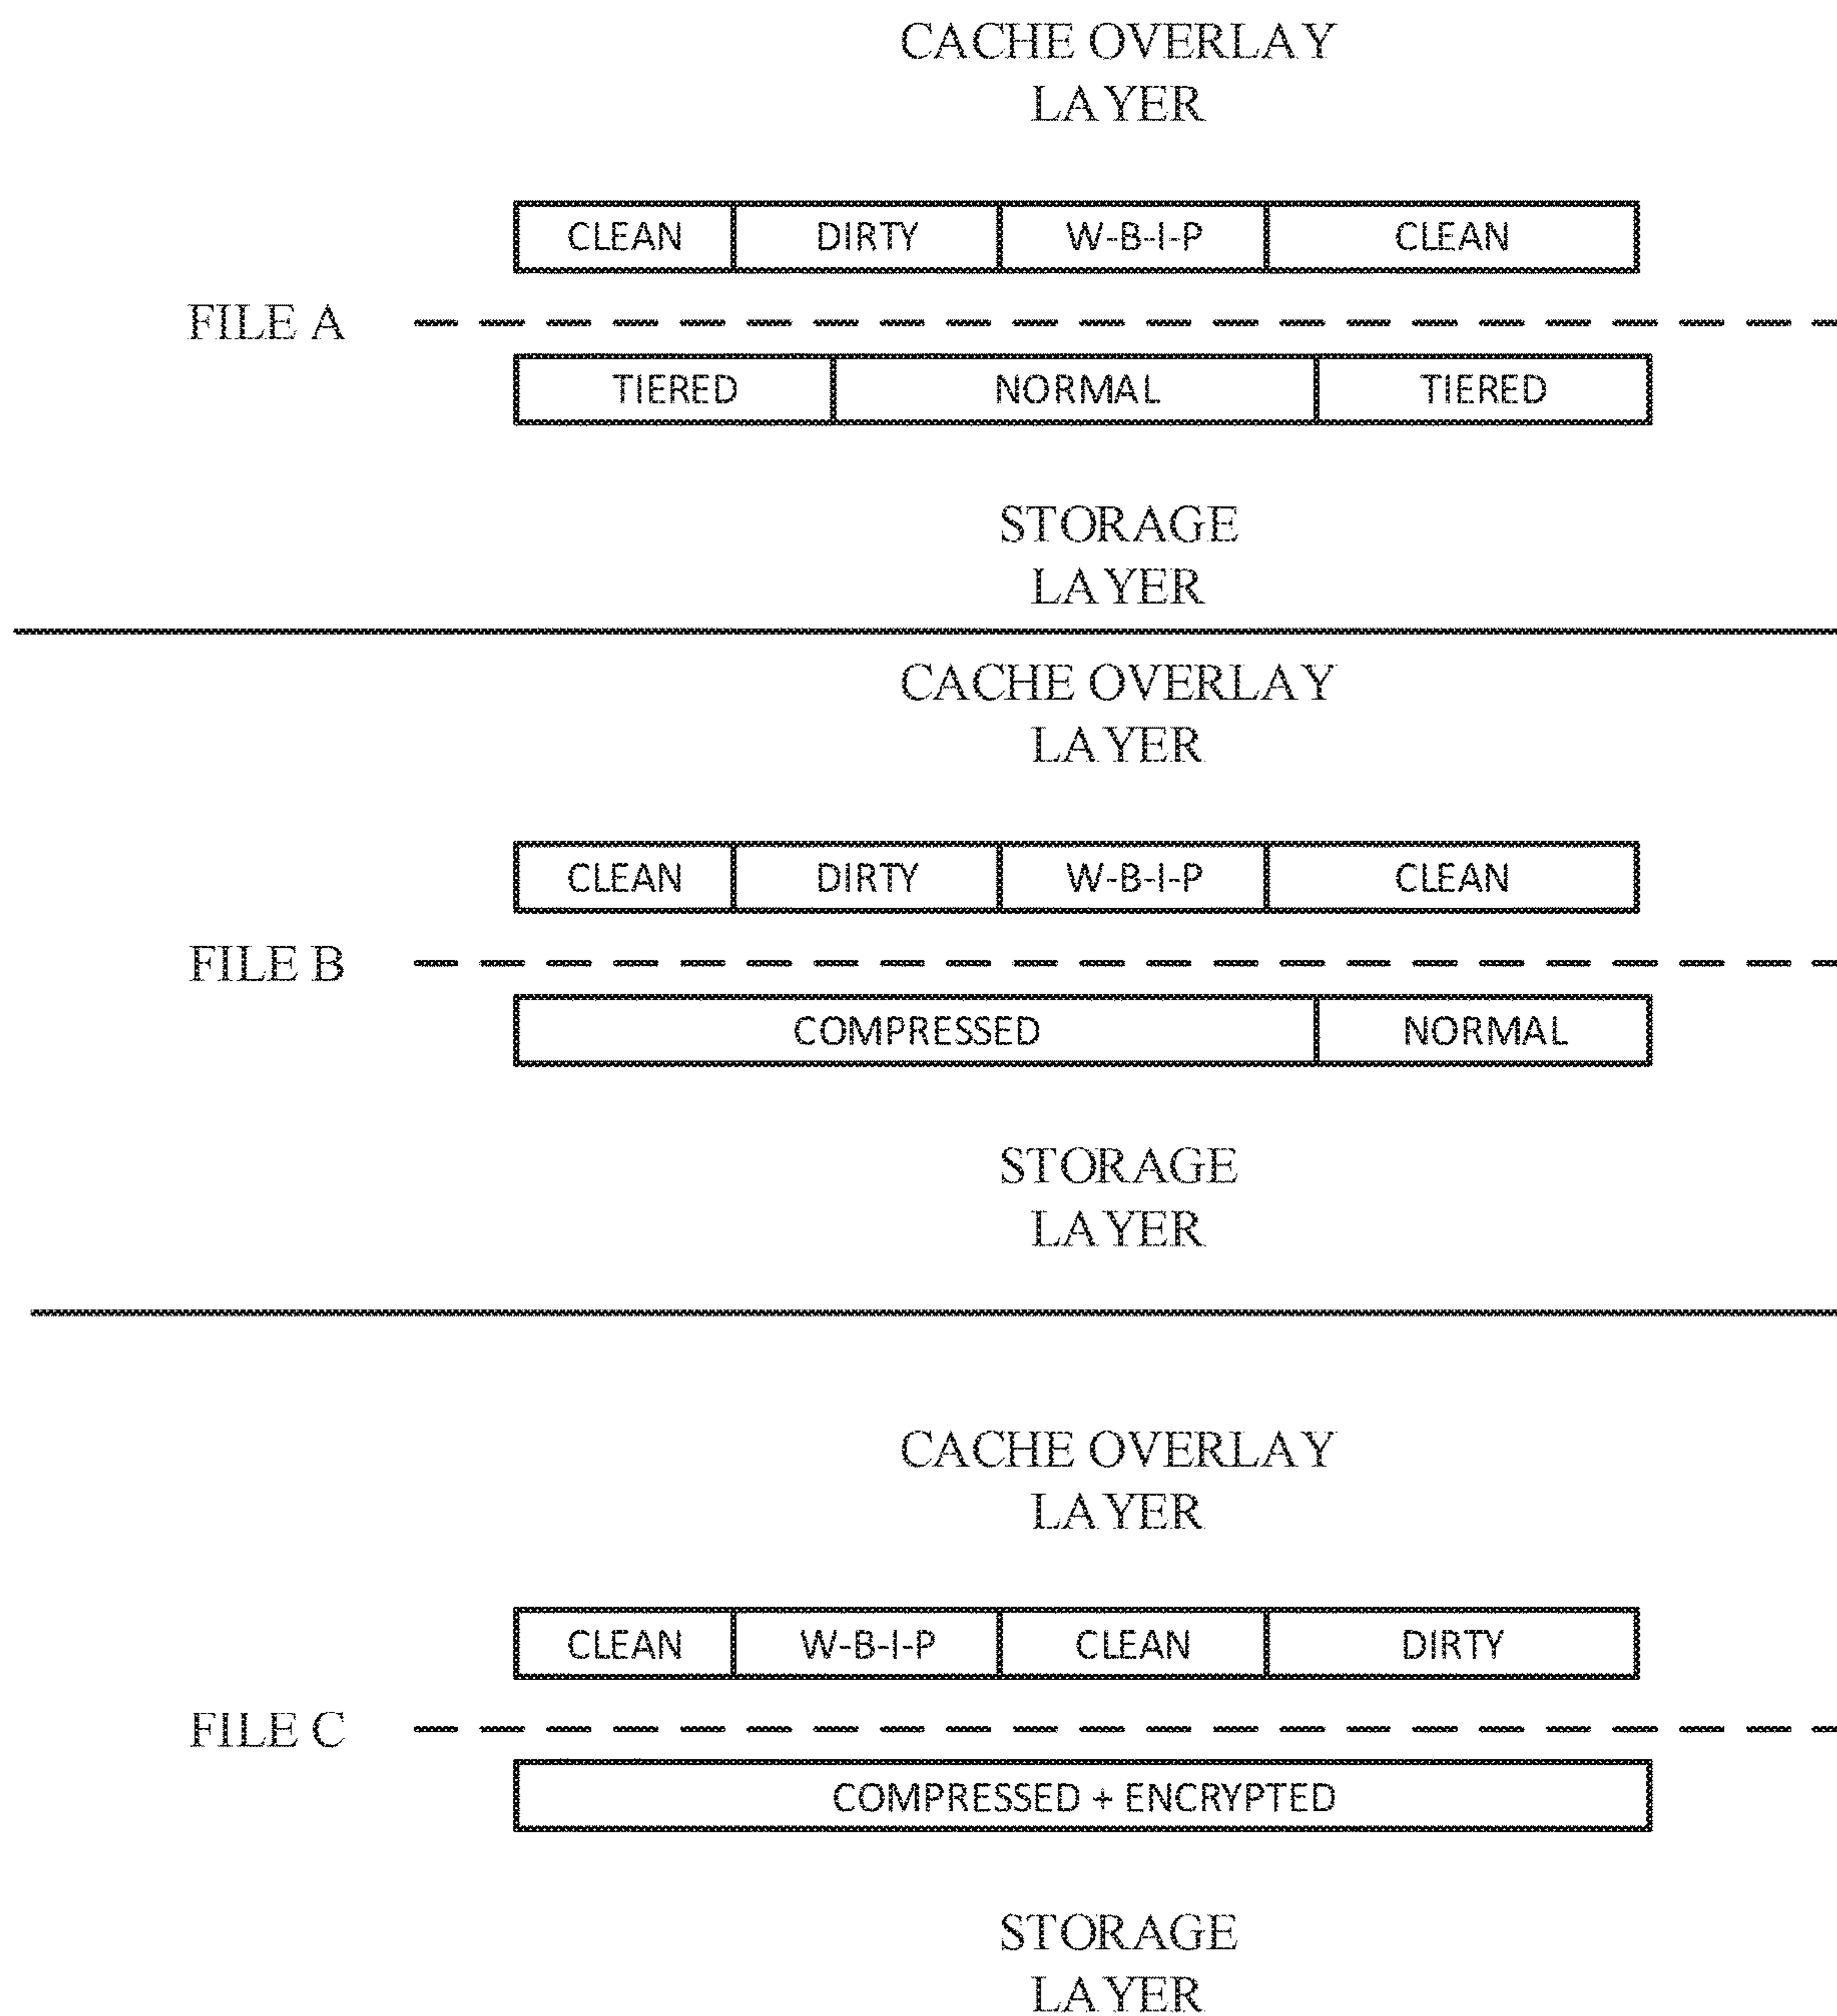 CACHE OVERLAY
LAYER
CLEAN DIRTY W-B-I-P CLEAN
FILE A
TIERED NORMAL TIERED
STORAGE
LAYER
CACHE OVERLAY
LAYER
CLEAN DIRTY W-B-I-P CLEAN
FILE B
COMPRESSED NORMAL
STORAGE
LAYER
CACHE OVERLAY
LAYER
CLEAN W-B-I-P CLEAN DIRTY
FILE C
COMPRESSED + ENCRYPTED
STORAGE
LAYER